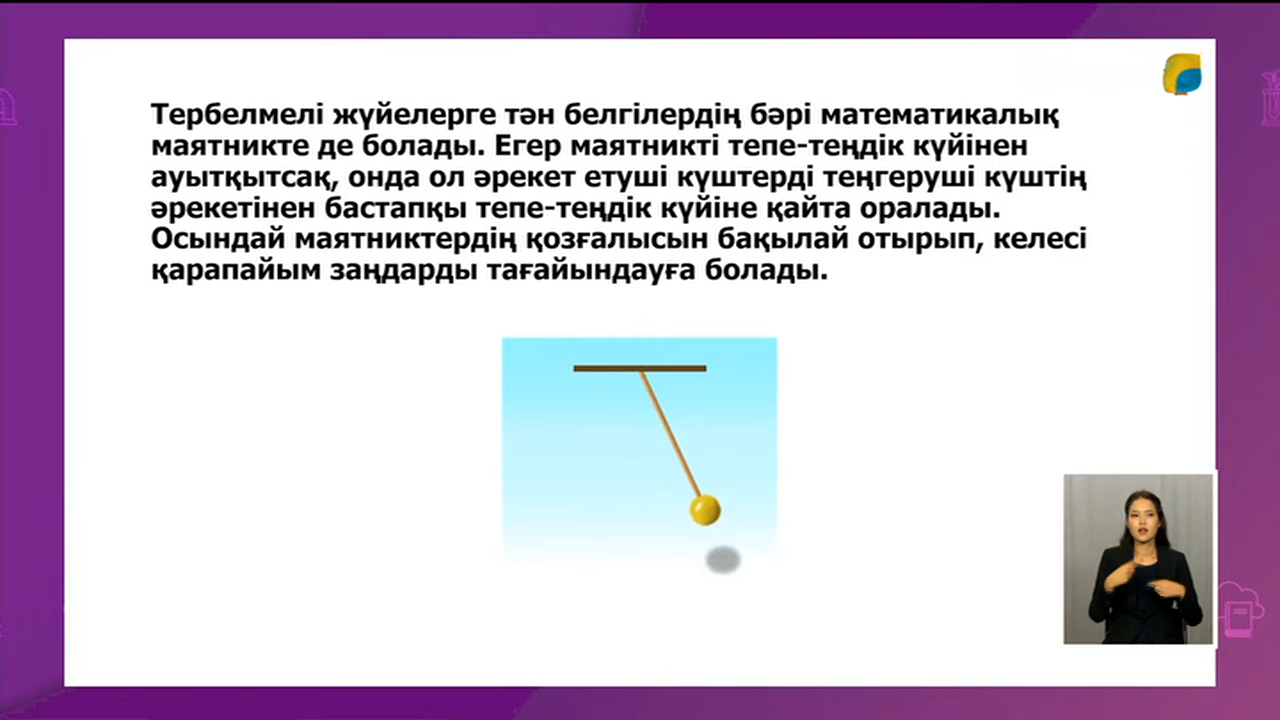 Тербелмелі жүйелерге тән белгілердің бәрі математикалық
маятникте де болады. Егер маятникті тепе-теңдік күйінен
ауытқытсақ, онда ол әрекет етуші күштерді теңгеруші күштің
әрекетінен бастапқы тепе-теңдік күйіне қайта оралады.
Осындай маятниктердің қозғалысын бақылай отырып, келесі
қарапайым заңдарды тағайындауға болады.